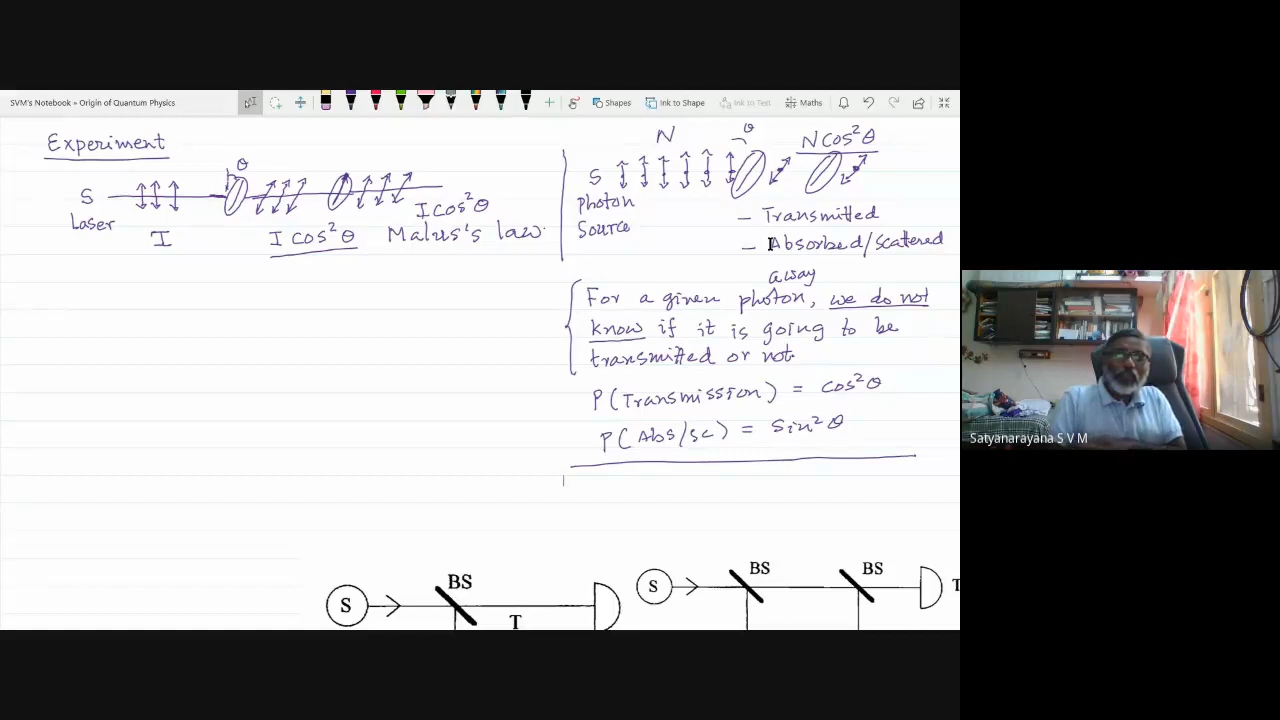 SVM's Notebook » Origin of Quantum Physics
Shapes
Ink to Shape
Ink to Text
Maths
Experiment
θ
S
Laser
I
I Cos²θ
I Cos²θ
Malus's law.
N
θ
N Cos²θ
S
photon
Source
- Transmitted
- Absorbed/scattered
away
For a given photon, we do not
know if it is going to be
transmitted or not.
P(Transmission) = cos²θ
P(Abs/sc) = Sin²θ
S
BS
T
S
BS
BS
T
Satyanarayana S V M